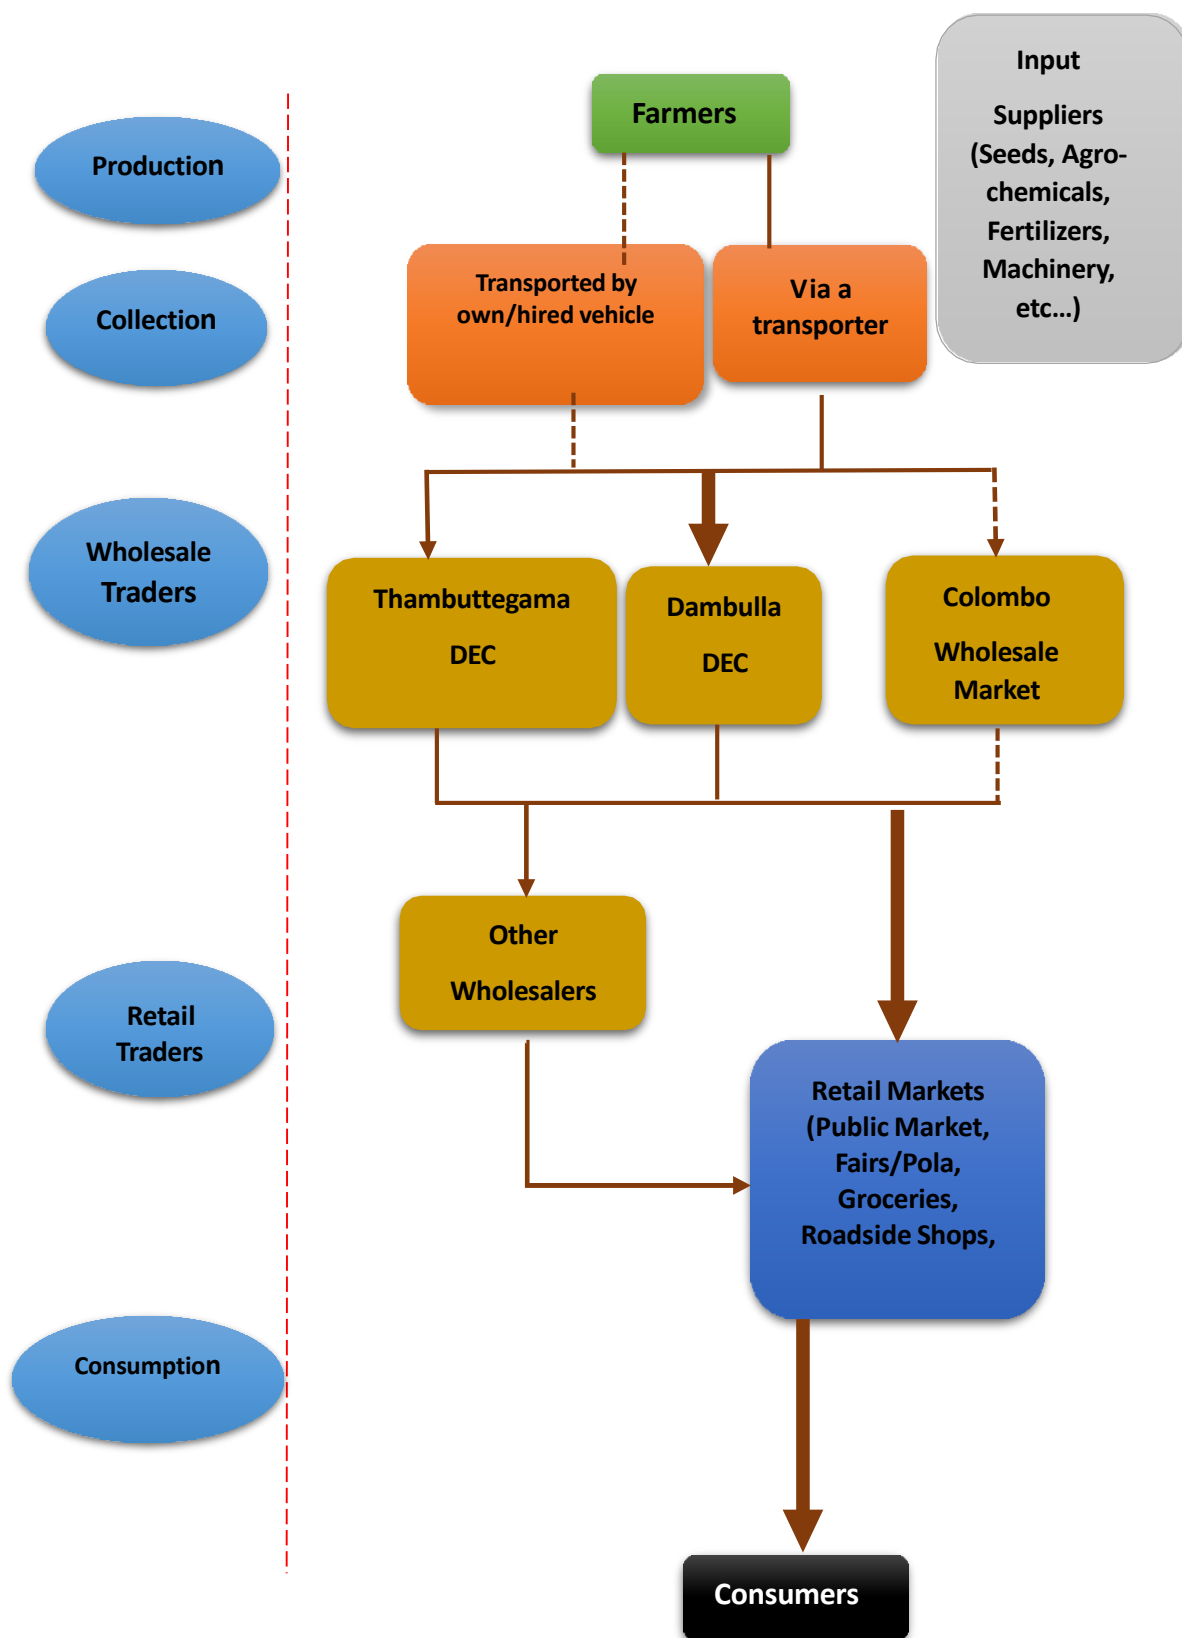 Input
Suppliers
(Seeds, Agro-
chemicals,
Fertilizers,
Machinery,
etc...)
Farmers
Production
Transported by
own/hired vehicle
Via a
transporter
Collection
Wholesale
Traders
Thambuttegama
DEC
Dambulla
DEC
Colombo
Wholesale
Market
Other
Wholesalers
Retail
Traders
Retail Markets
(Public Market,
Fairs/Pola,
Groceries,
Roadside Shops,
Consumption
Consumers